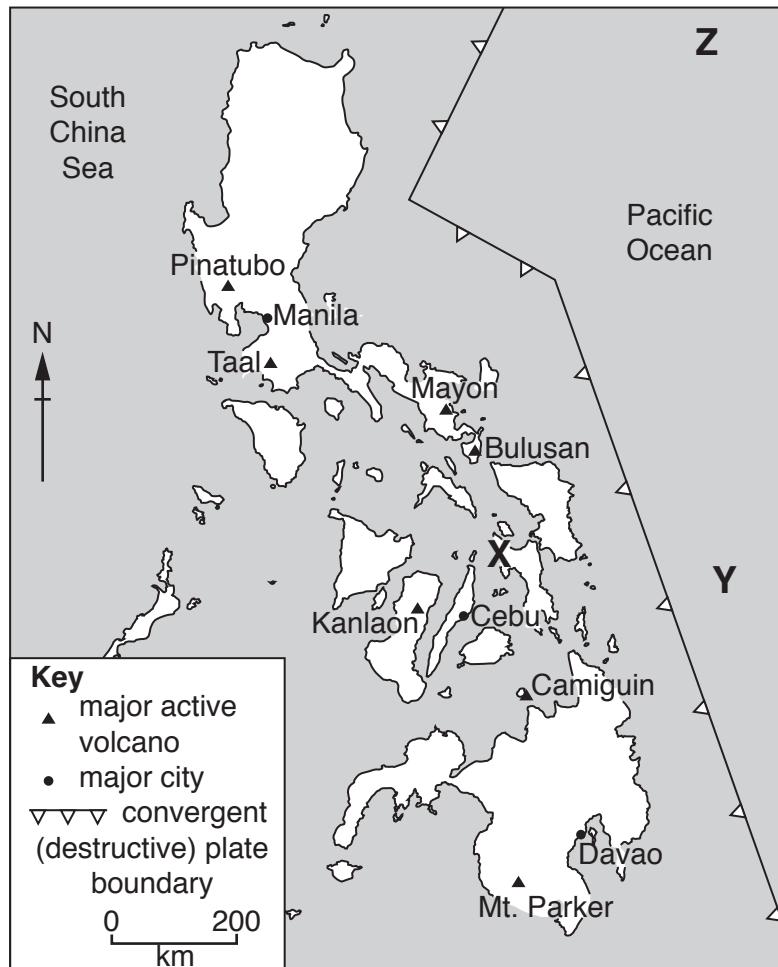 Z
South
China
Sea
Pacific
Ocean
Pinatubo
Manila
N
Taal
Mayon
Bulusan
X
Y
Kanlaon
Cebu
Camiguin
Key
major active
volcano
major city
convergent
(destructive) plate
boundary
0 200
km
Davao
Mt. Parker